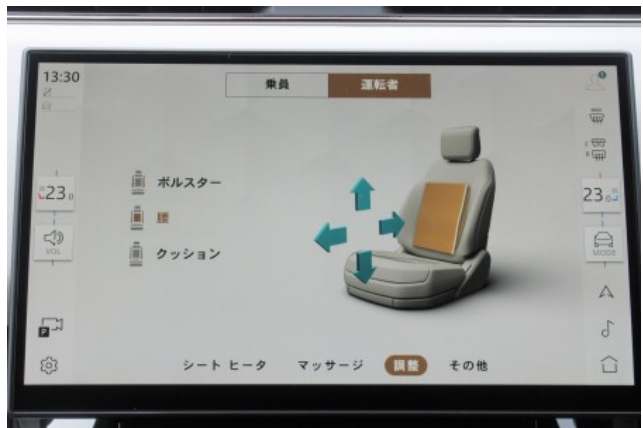 13:30
乗員 運転者
ボルスター
腰
クッション
23.0
23.0
VOL
MODE
P
シート ヒータ マッサージ 調整 その他